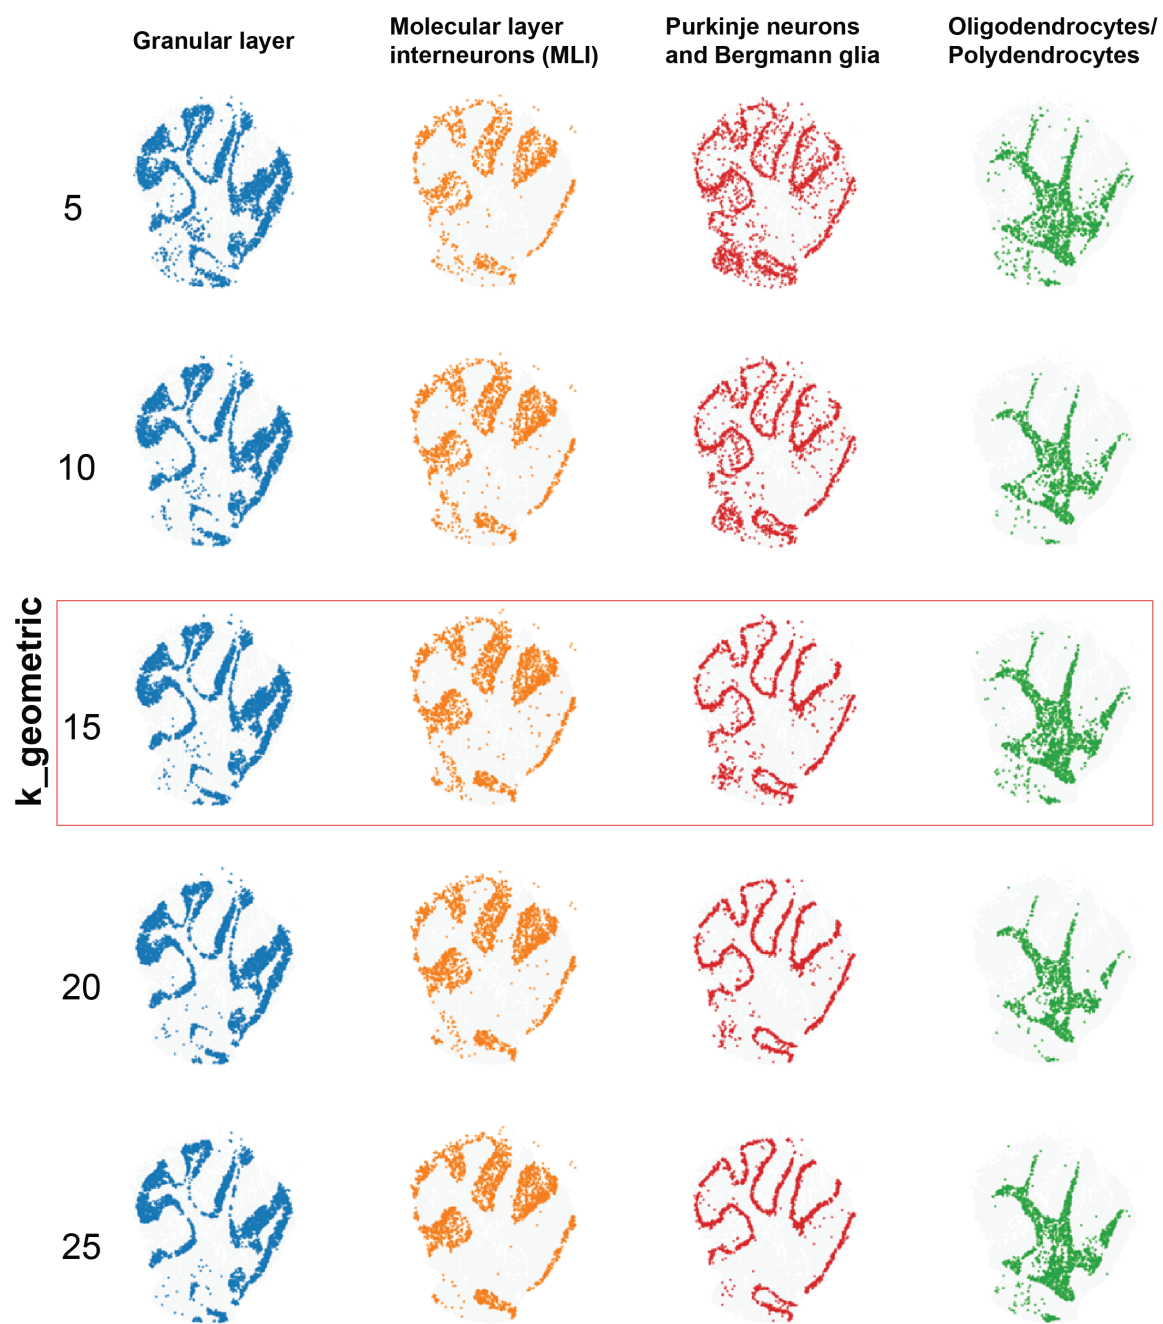 Granular layer
Molecular layer
interneurons (MLI)
Purkinje neurons
and Bergmann glia
Oligodendrocytes/
Polydendrocytes
5
10
k_geometric
15
20
25